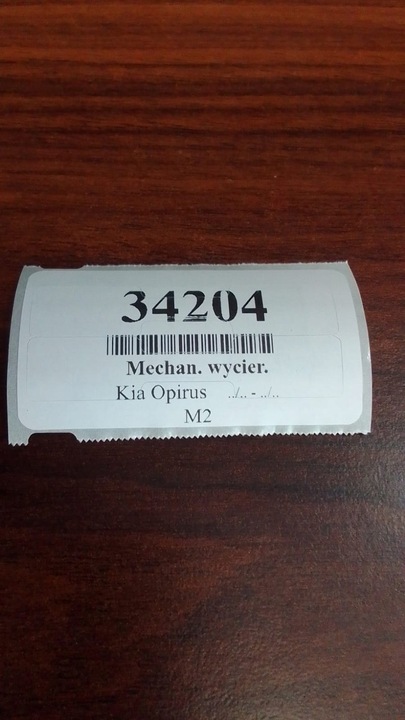 34204
Mechan. wycier.
Kia Opirus ../.. - ../..
M2